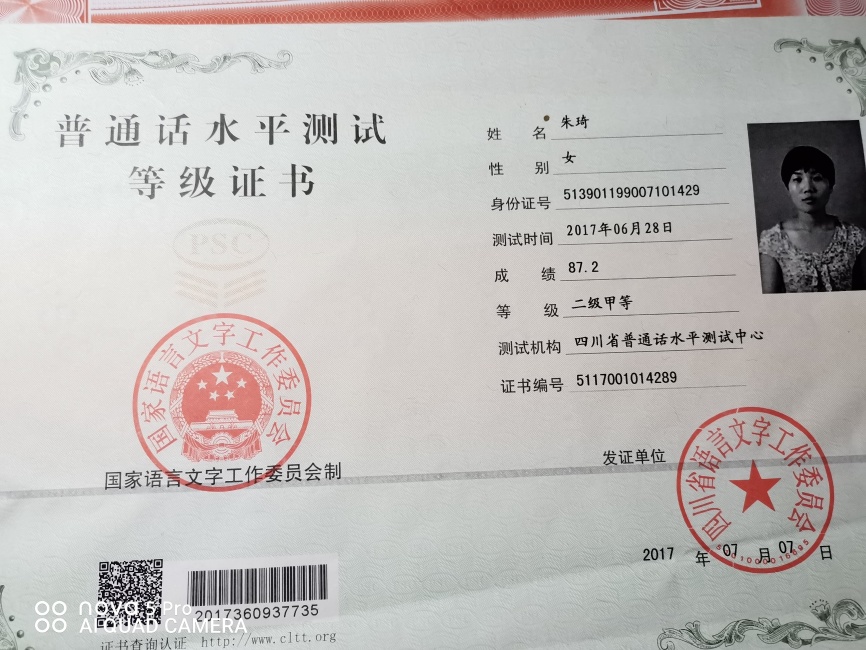 普通话水平测试
等级证书
PSC
国家语言文字工作委员会
国家语言文字工作委员会制
姓 名 朱琦
性 别 女
身份证号 513901199007101429
测试时间 2017年06月28日
成 绩 87.2
等 级 二级甲等
测试机构 四川省普通话水平测试中心
证书编号 5117001014289
发证单位
四川省语言文字工作委员会
2017 年 07 月 07 日
2017360937735
证书查询认证 http://www.cltt.org
nova 5 Pro
AI QUAD CAMERA